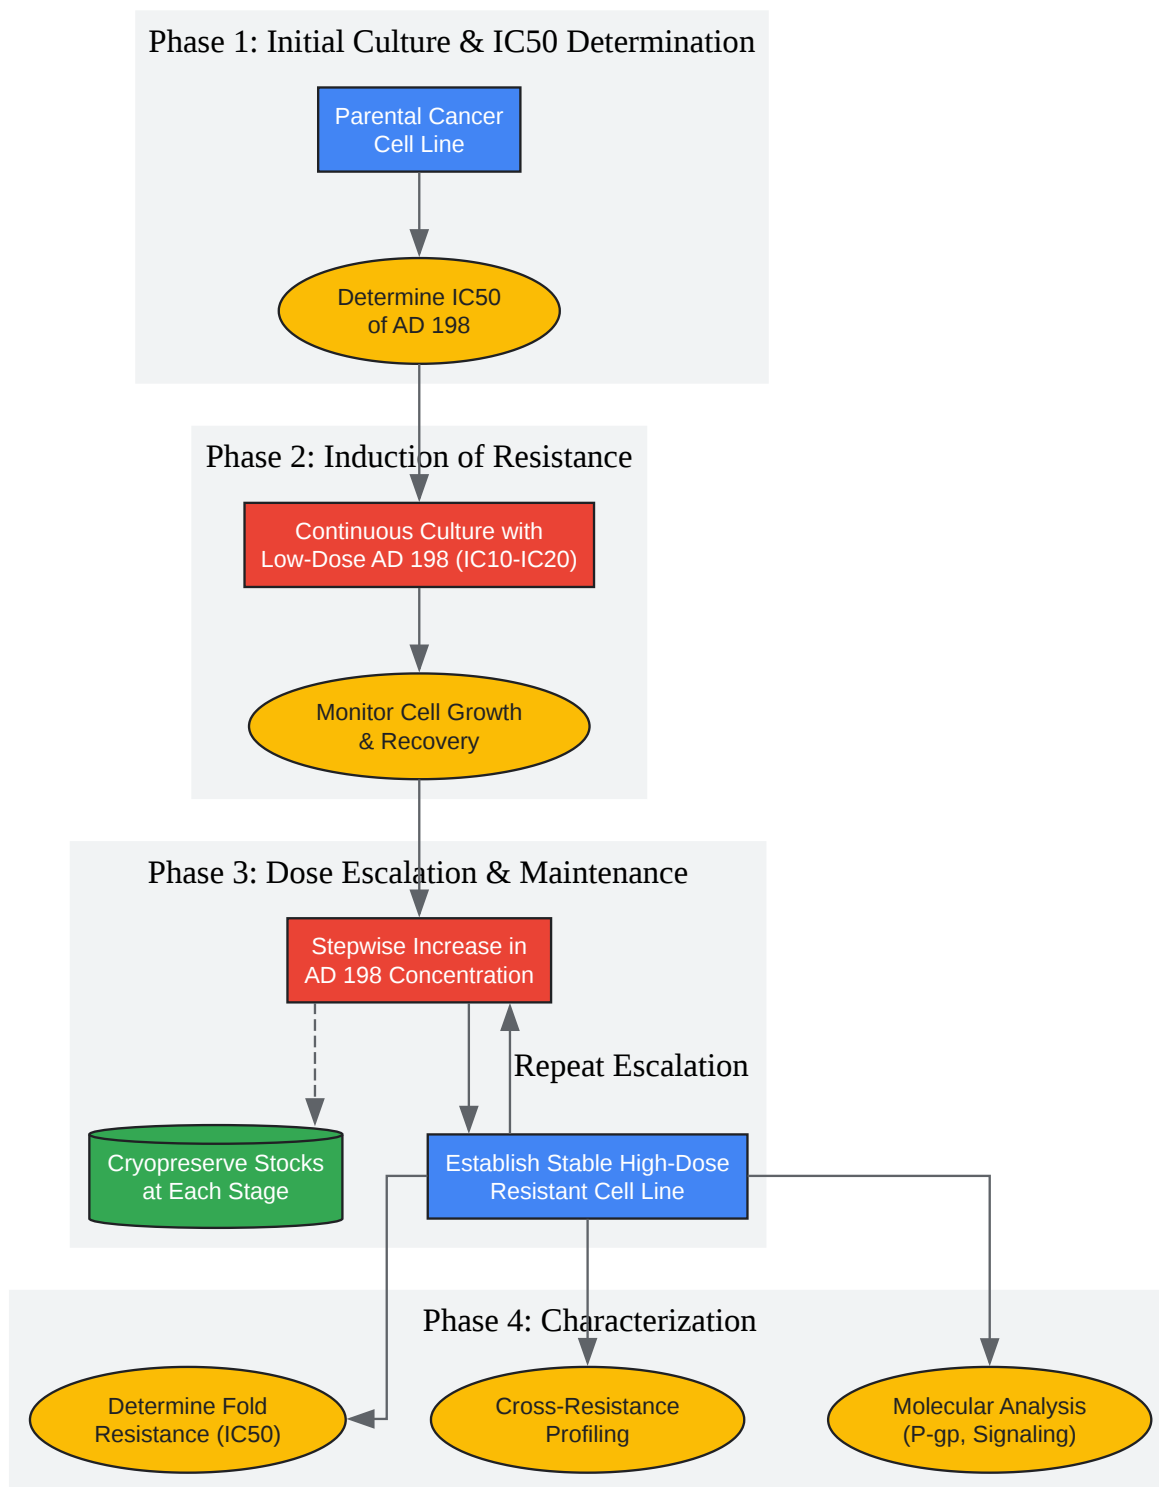 Phase 1: Initial Culture & IC50 Determination
Parental Cancer
Cell Line
Determine IC50
of AD 198
Phase 2: Induction of Resistance
Continuous Culture with
Low-Dose AD 198 (IC10-IC20)
Monitor Cell Growth
& Recovery
Phase 3: Dose Escalation & Maintenance
Stepwise Increase in
AD 198 Concentration
Repeat Escalation
Cryopreserve Stocks
at Each Stage
Establish Stable High-Dose
Resistant Cell Line
Phase 4: Characterization
Determine Fold
Resistance (IC50)
Cross-Resistance
Profiling
Molecular Analysis
(P-gp, Signaling)